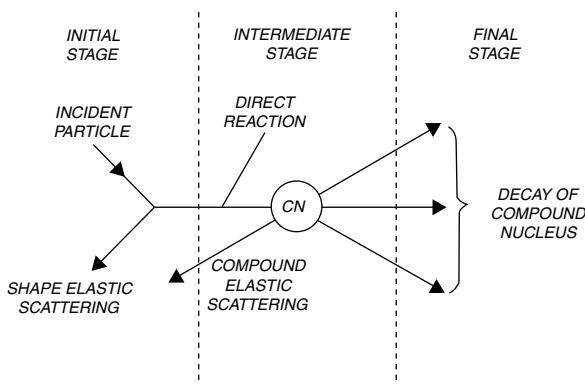 INITIAL
STAGE
INTERMEDIATE
STAGE
FINAL
STAGE
INCIDENT
PARTICLE
DIRECT
REACTION
CN
DECAY OF
COMPOUND
NUCLEUS
SHAPE ELASTIC
SCATTERING
COMPOUND
ELASTIC
SCATTERING